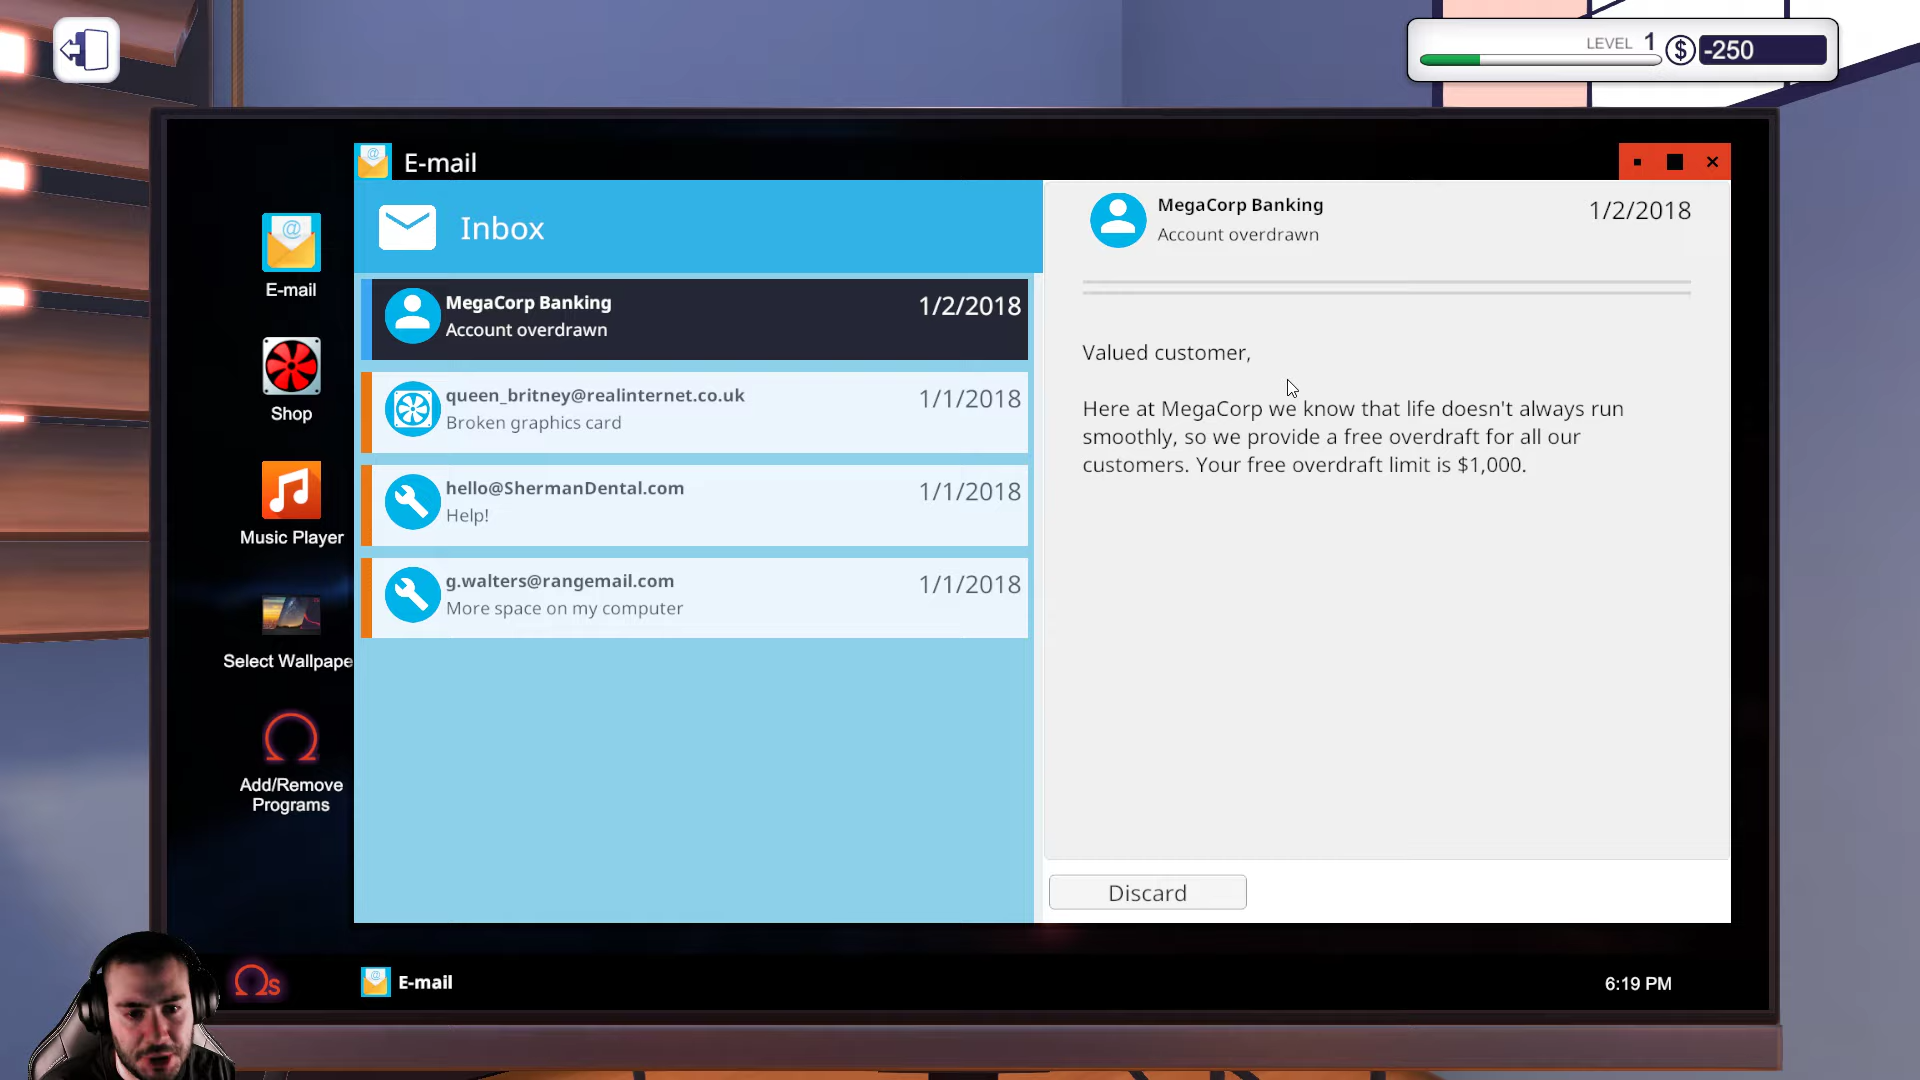 LEVEL 1
$ -250
E-mail
Inbox
MegaCorp Banking 1/2/2018
Account overdrawn
queen_britney@realinternet.co.uk 1/1/2018
Broken graphics card
hello@ShermanDental.com 1/1/2018
Help!
g.walters@rangemail.com 1/1/2018
More space on my computer
MegaCorp Banking 1/2/2018
Account overdrawn
Valued customer,
Here at MegaCorp we know that life doesn't always run
smoothly, so we provide a free overdraft for all our
customers. Your free overdraft limit is $1,000.
Discard
E-mail
Shop
Music Player
Select Wallpape
Add/Remove
Programs
Ωs
E-mail
6:19 PM